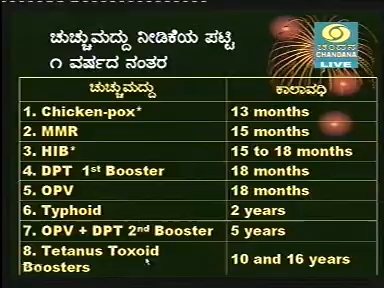 ಚುಚ್ಚುಮದ್ದು ನೀಡಿಕೆಯ ಪಟ್ಟಿ
೧ ವರ್ಷದ ನಂತರ
ಚಂದನ
CHANDANA
LIVE
ಚುಚ್ಚುಮದ್ದು ಕಾಲಾವಧಿ
1. Chicken-pox* 13 months
2. MMR 15 months
3. HIB* 15 to 18 months
4. DPT 1st Booster 18 months
5. OPV 18 months
6. Typhoid 2 years
7. OPV + DPT 2nd Booster 5 years
8. Tetanus Toxoid Boosters 10 and 16 years